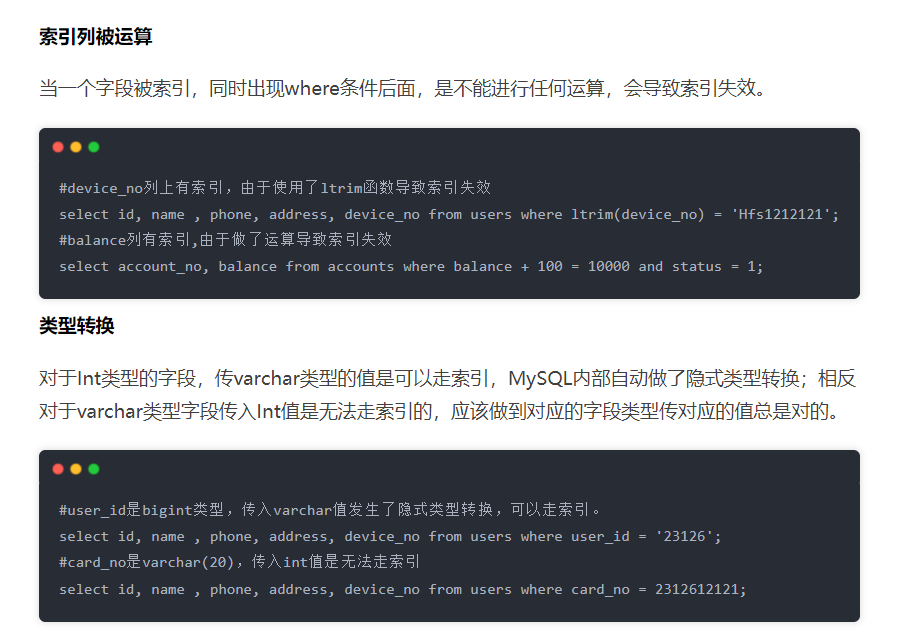 索引列被运算
当一个字段被索引，同时出现where条件后面，是不能进行任何运算，会导致索引失效。
#device_no列上有索引，由于使用了ltrim函数导致索引失效
select id, name , phone, address, device_no from users where ltrim(device_no) = 'Hfs1212121';
#balance列有索引,由于做了运算导致索引失效
select account_no, balance from accounts where balance + 100 = 10000 and status = 1;
类型转换
对于Int类型的字段，传varchar类型的值是可以走索引，MySQL内部自动做了隐式类型转换；相反
对于varchar类型字段传入Int值是无法走索引的，应该做到对应的字段类型传对应的值总是对的。
#user_id是bigint类型，传入varchar值发生了隐式类型转换，可以走索引。
select id, name , phone, address, device_no from users where user_id = '23126';
#card_no是varchar(20)，传入int值是无法走索引
select id, name , phone, address, device_no from users where card_no = 2312612121;